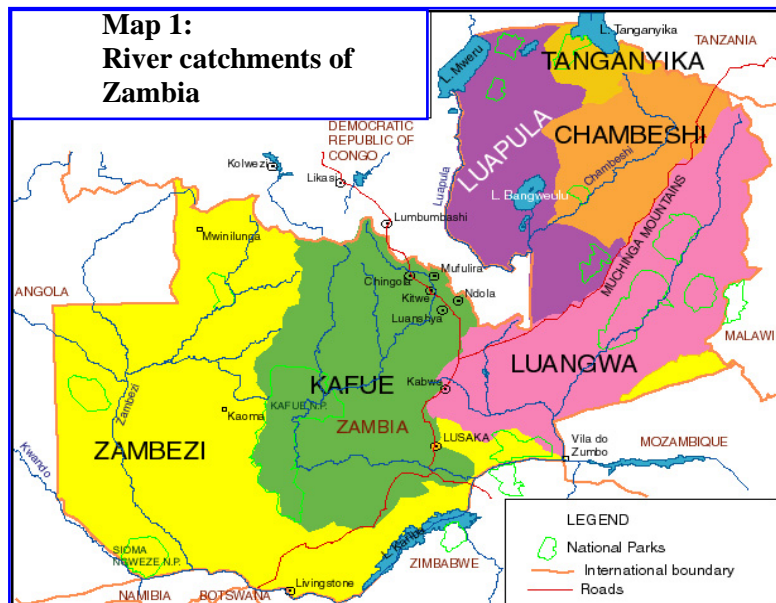 Map 1:
River catchments of
Zambia
L. Tanganyika
TANZANIA
L. Mweru
TANGANYIKA
LUAPULA
CHAMBESHI
DEMOCRATIC
REPUBLIC OF
CONGO
Kolwezi
Likasi
Luapula
Chambeshi
L. Bangweulu
Lumbumbashi
MUCHINGA MOUNTAINS
Mwinilunga
Mufulira
Chingola
Kitwe
Ndola
Luanshya
ANGOLA
MALAWI
LUANGWA
KAFUE
Kabwe
Zambezi
KAFUE N.P.
Kaoma
ZAMBIA
LUSAKA
ZAMBEZI
Vila do
Zumbo
MOZAMBIQUE
Kwando
LEGEND
National Parks
International boundary
Roads
SIOMA
NGWEZE N.P.
L. Kariba
ZIMBABWE
Livingstone
NAMIBIA
BOTSWANA